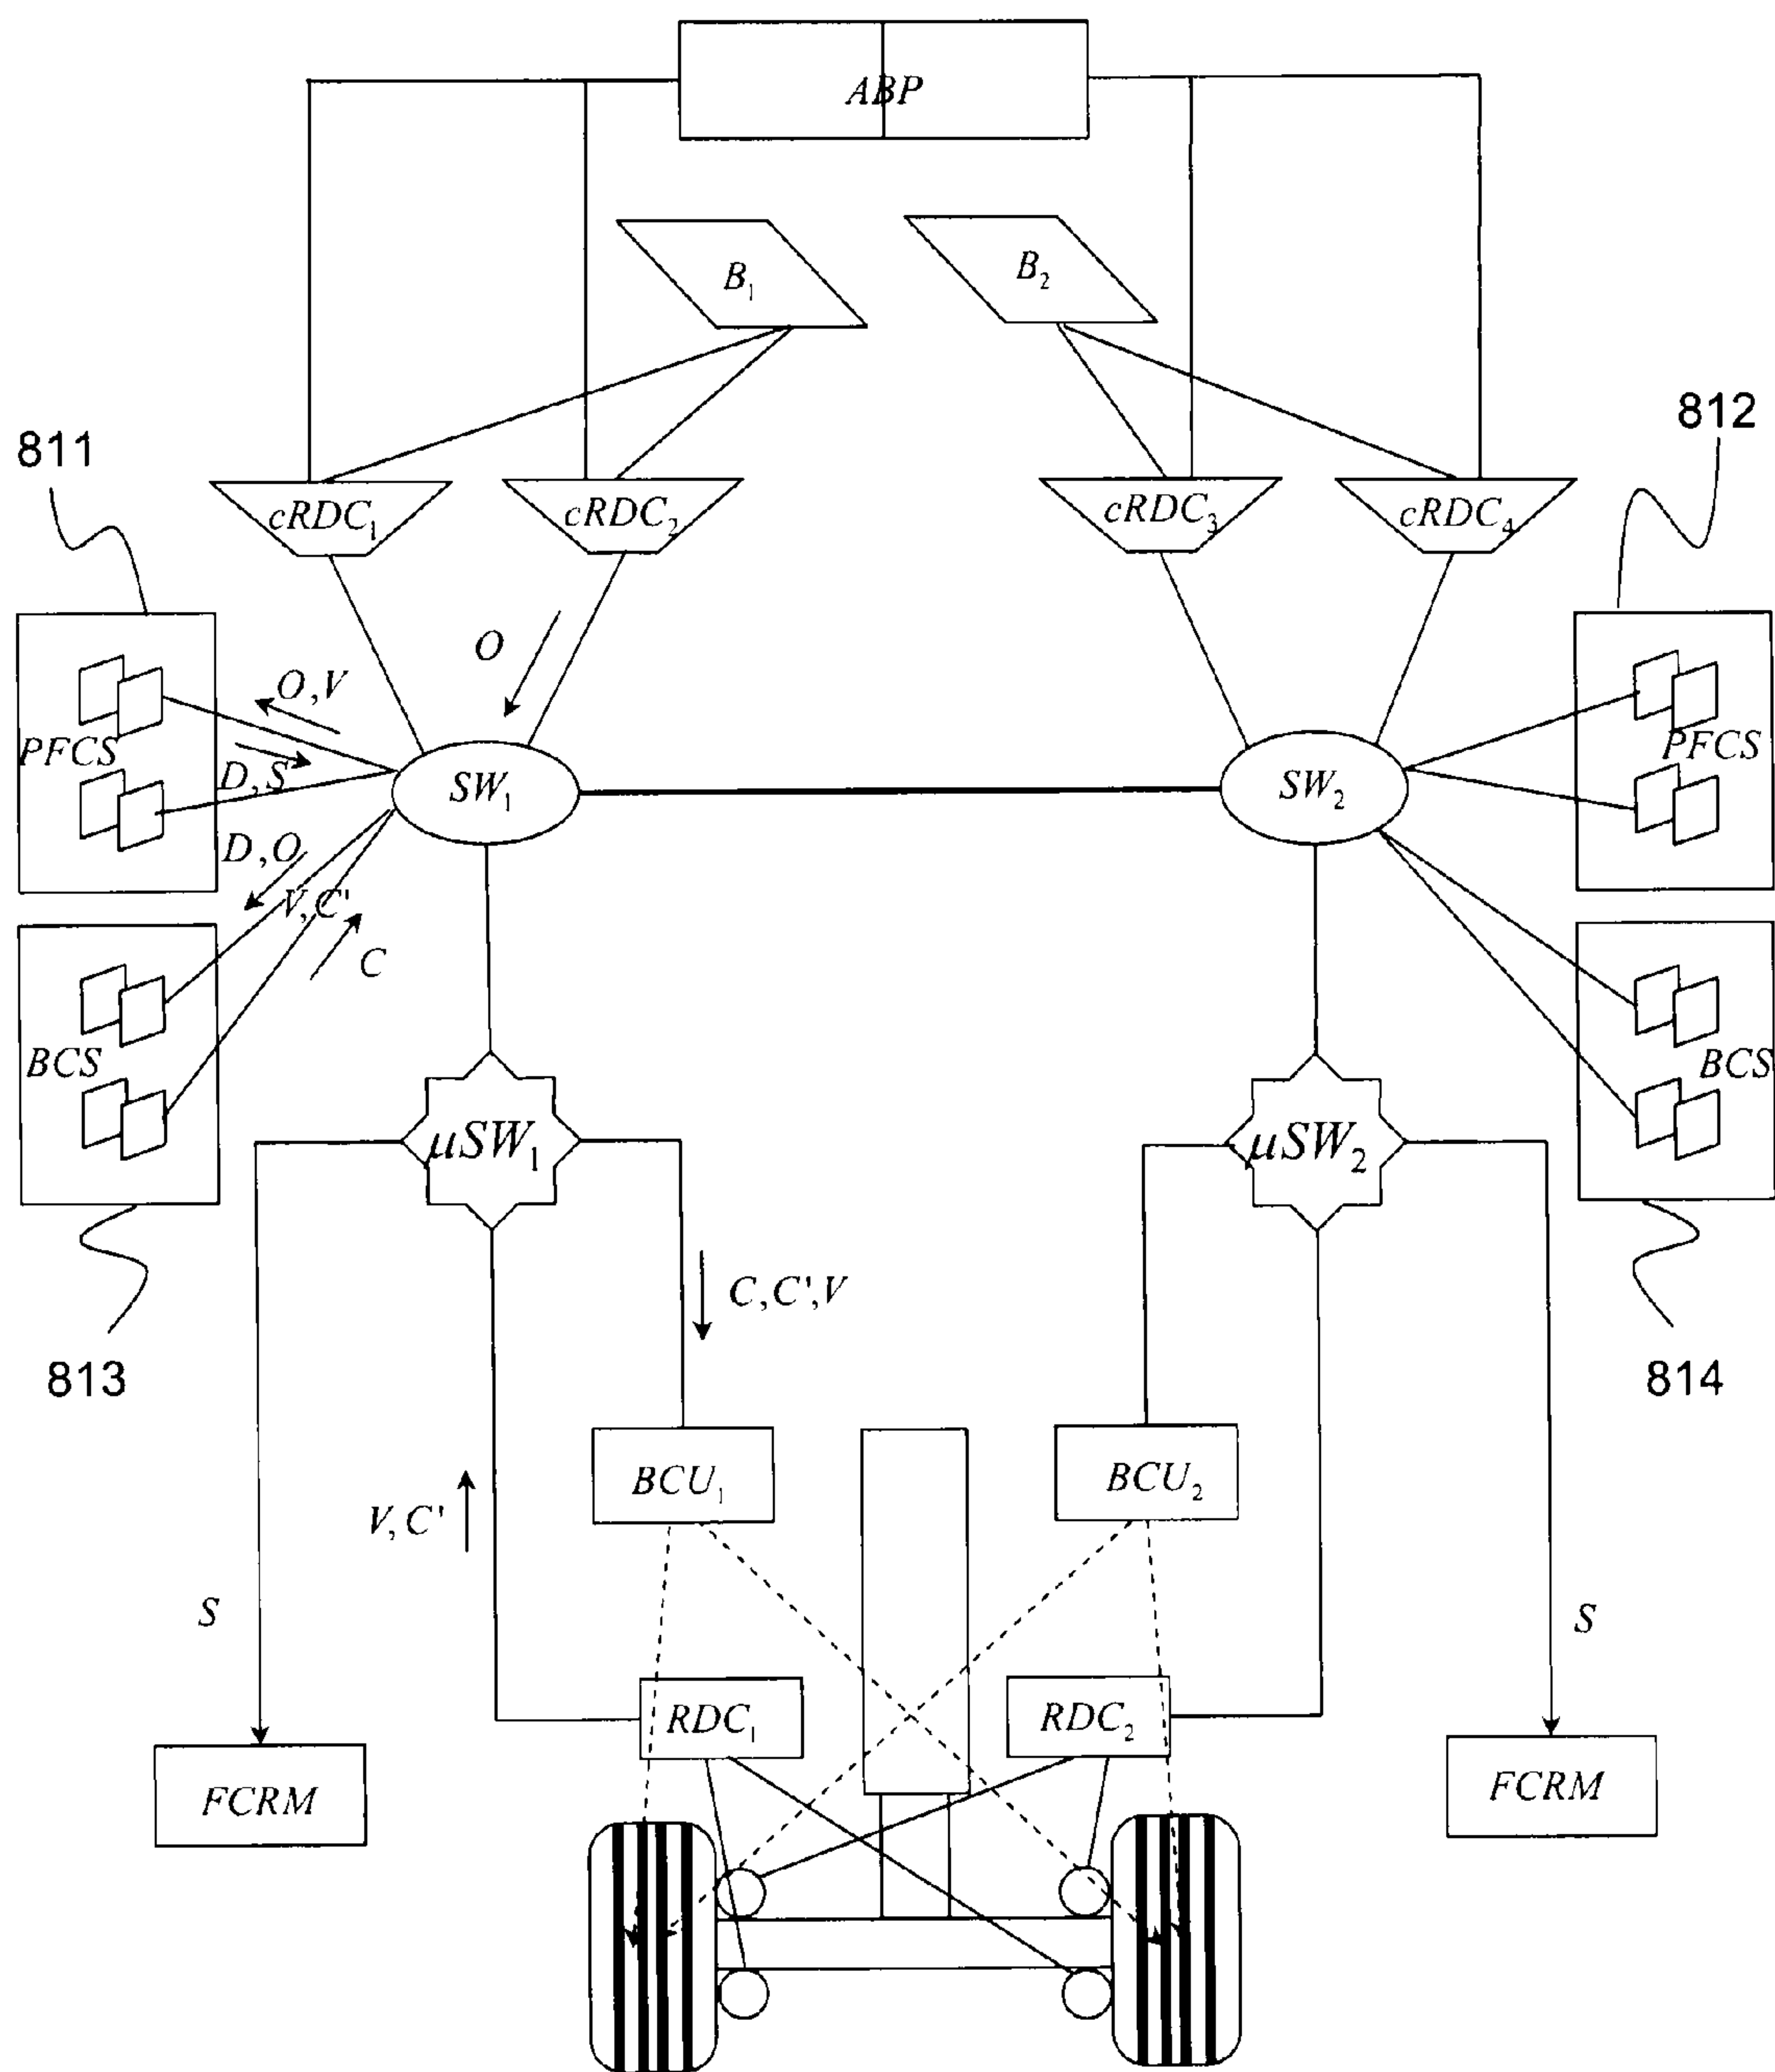 ABP
B₁
B₂
811
812
cRDC₁
cRDC₂
cRDC₃
cRDC₄
O
O,V
PFCS
D,S
SW₁
SW₂
PFCS
D,O
V,C'
C
BCS
BCS
μSW₁
μSW₂
C,C',V
813
814
BCU₁
BCU₂
V,C'
S
S
RDC₁
RDC₂
FCRM
FCRM